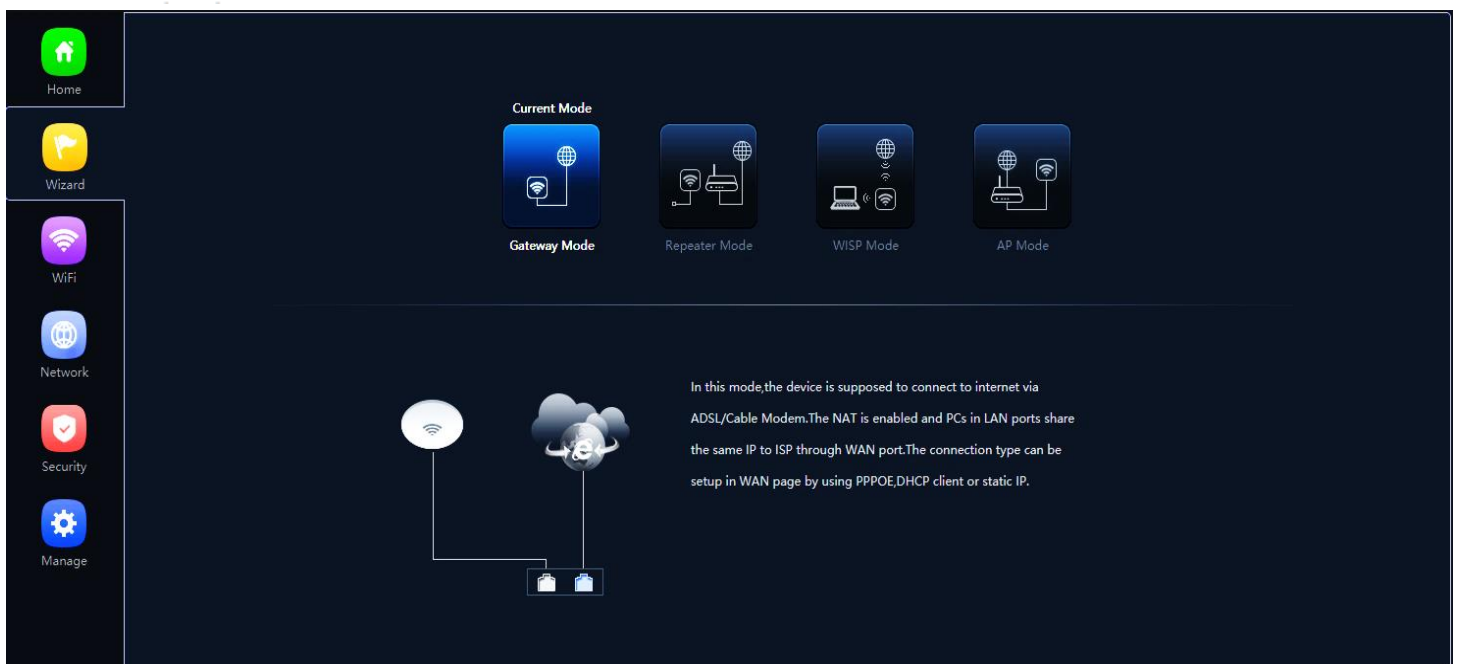 Home
Wizard
WiFi
Network
Security
Manage
Current Mode
Gateway Mode
Repeater Mode
WISP Mode
AP Mode
In this mode,the device is supposed to connect to internet via
ADSL/Cable Modem.The NAT is enabled and PCs in LAN ports share
the same IP to ISP through WAN port.The connection type can be
setup in WAN page by using PPPOE,DHCP client or static IP.